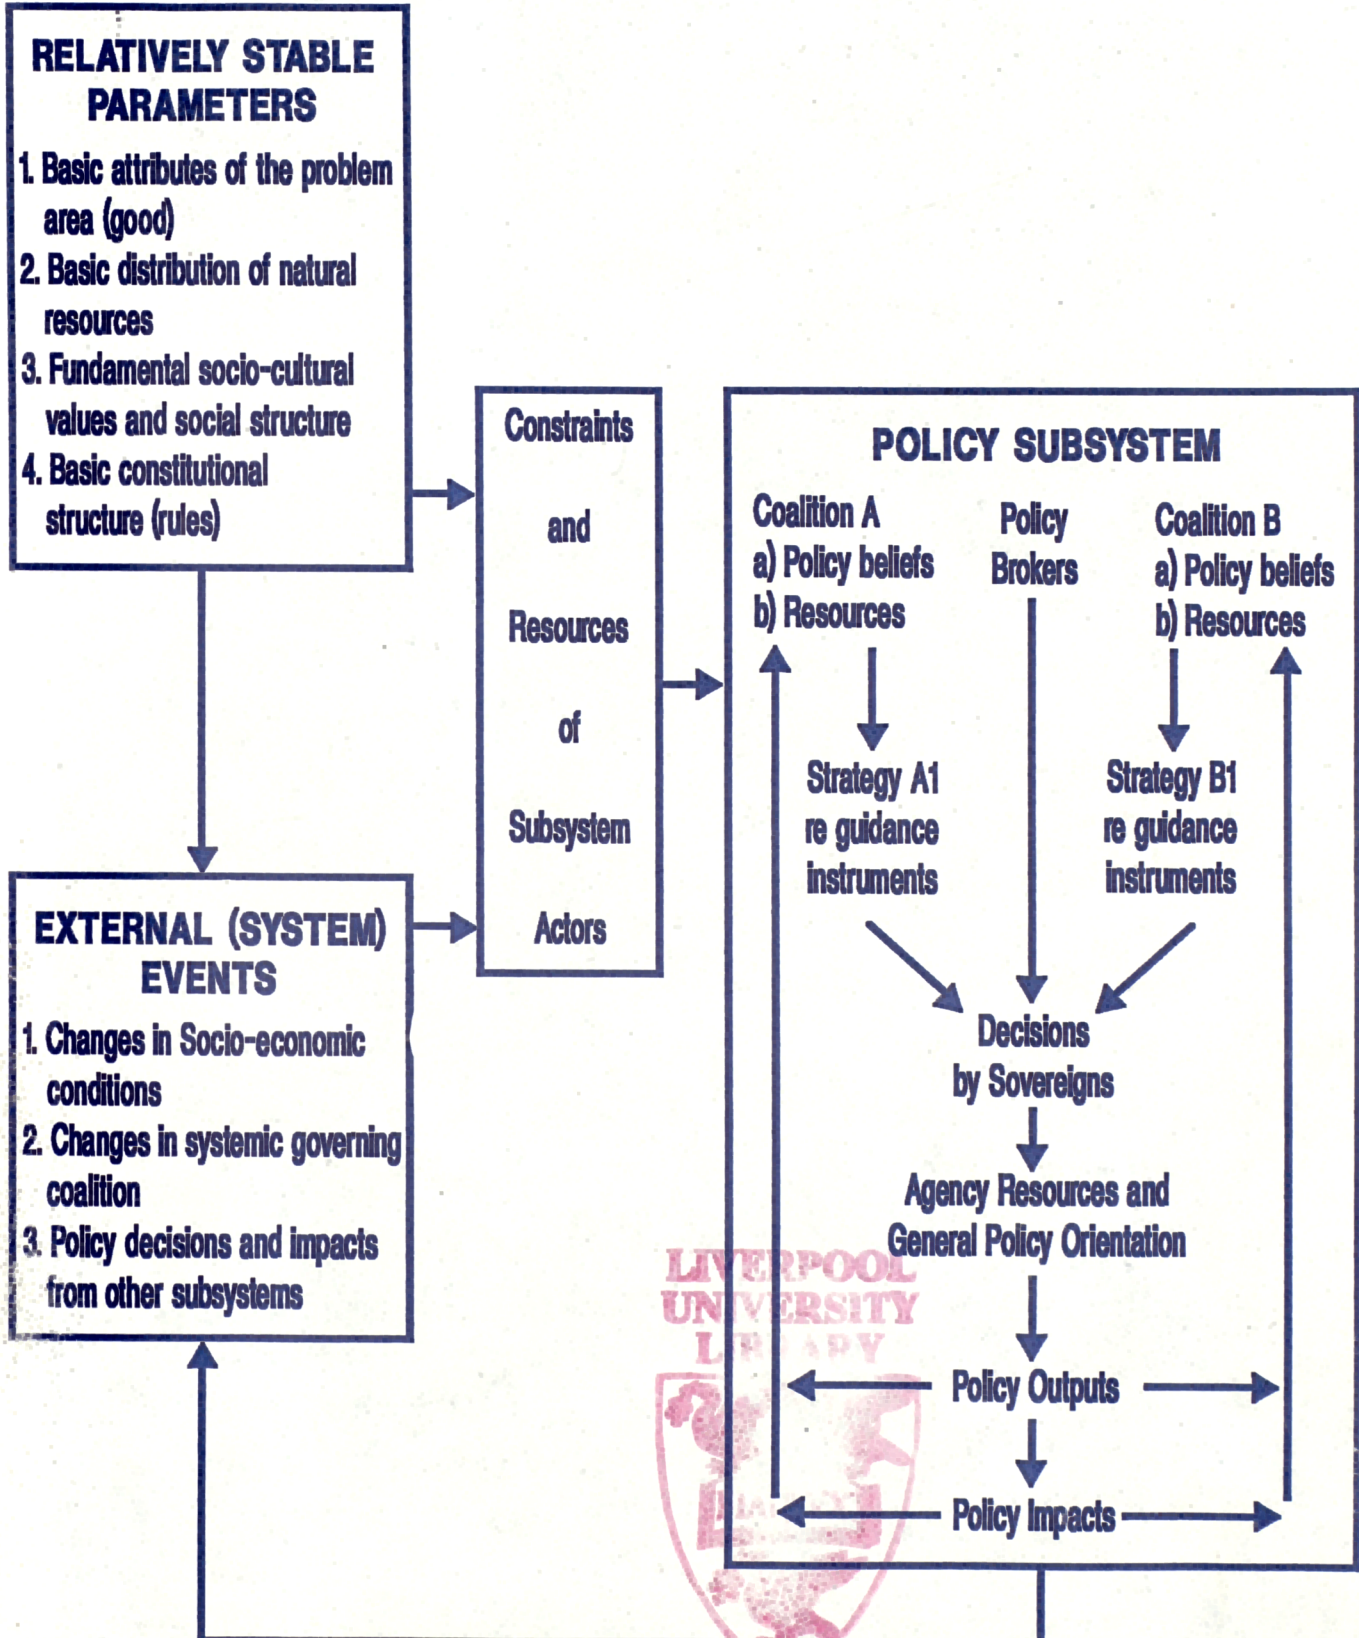 RELATIVELY STABLE
PARAMETERS
1. Basic attributes of the problem
area (good)
2. Basic distribution of natural
resources
3. Fundamental socio-cultural
values and social structure
4. Basic constitutional
structure (rules)
EXTERNAL (SYSTEM)
EVENTS
1. Changes in Socio-economic
conditions
2. Changes in systemic governing
coalition
3. Policy decisions and impacts
from other subsystems
Constraints
and
Resources
of
Subsystem
Actors
POLICY SUBSYSTEM
Coalition A
a) Policy beliefs
b) Resources
Policy
Brokers
Coalition B
a) Policy beliefs
b) Resources
Strategy A1
re guidance
instruments
Strategy B1
re guidance
instruments
Decisions
by Sovereigns
Agency Resources and
General Policy Orientation
Policy Outputs
Policy Impacts
LIVERPOOL
UNIVERSITY
LIBRARY